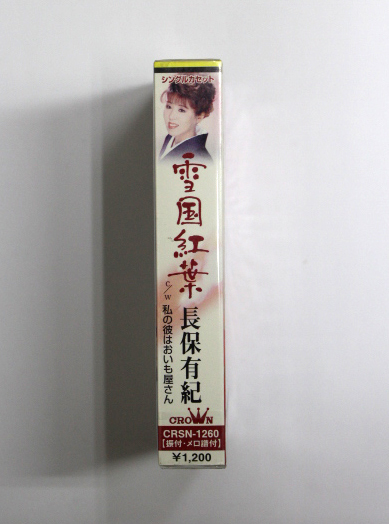 シングルカセット
雪国紅葉
c/w 私の彼はおいも屋さん
長保有紀
CROWN
CRSN-1260
【振付・メロ譜付】
¥1,200